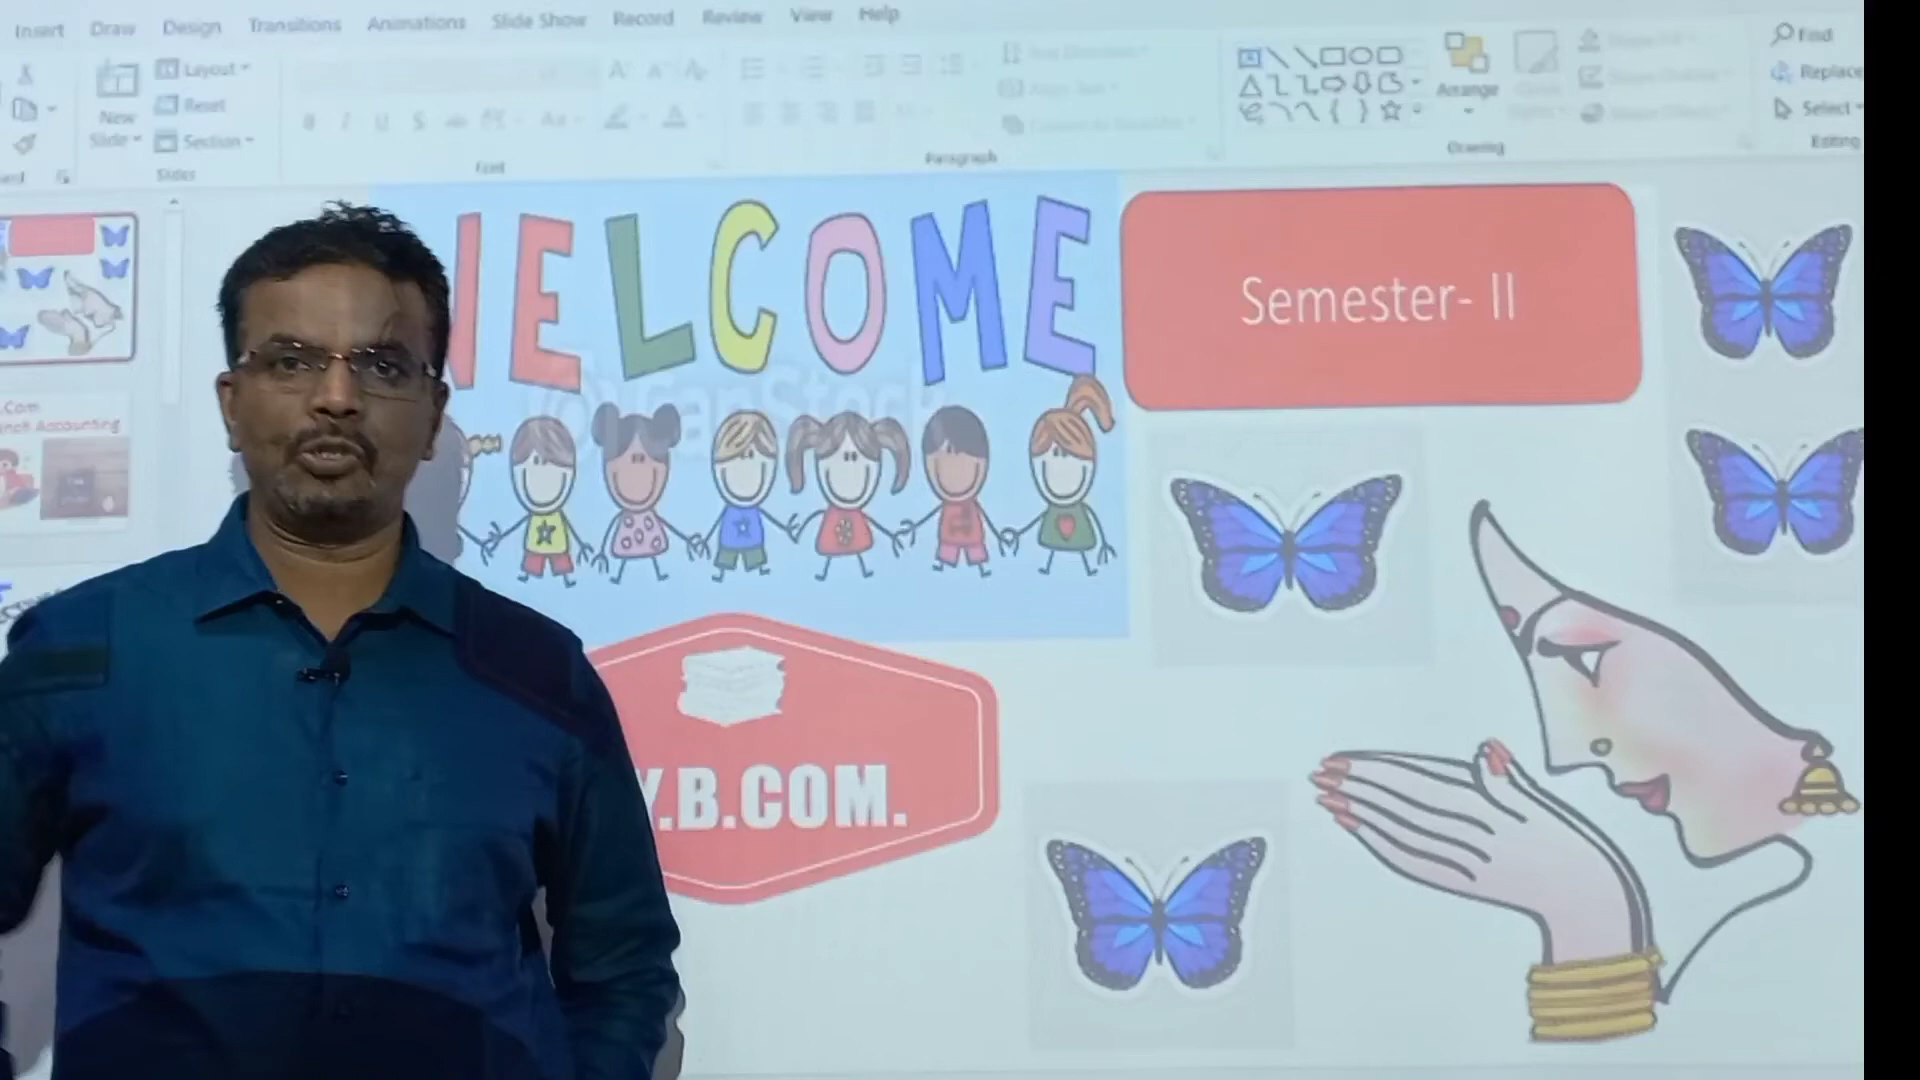 Insert Draw Design Transitions Animations Slide Show Record Review View Help
Layout
Reset
Section
New
Slide
Slides
Font
Paragraph
Arrange
Drawing
Find
Replace
Select
Editing
WELCOME
Semester- II
Y.B.COM.
.Com
Accounting